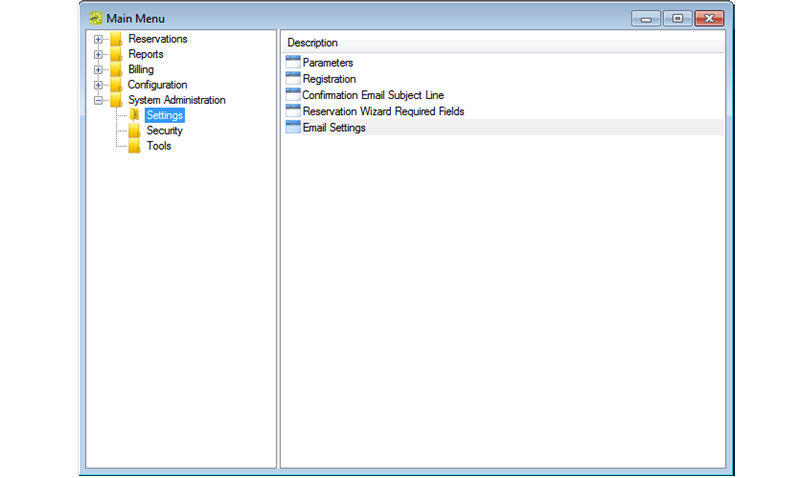 Main Menu
Reservations
Reports
Billing
Configuration
System Administration
Settings
Security
Tools
Description
Parameters
Registration
Confirmation Email Subject Line
Reservation Wizard Required Fields
Email Settings